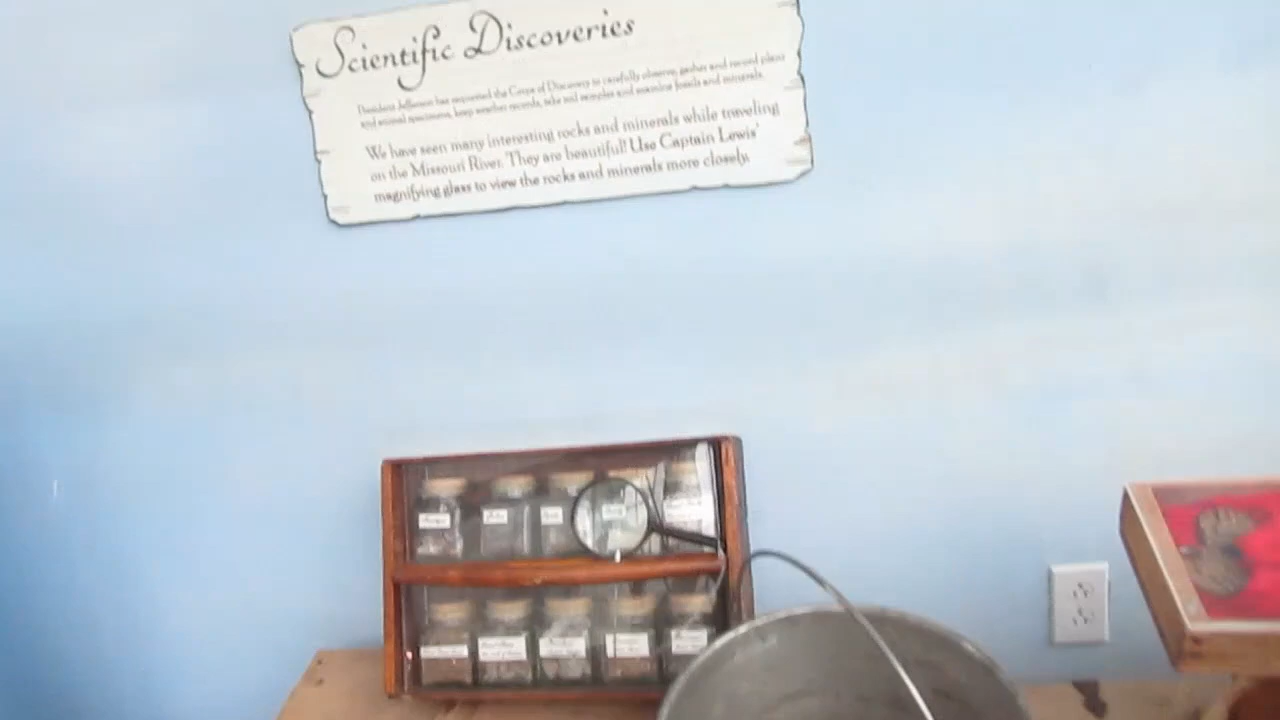 Scientific Discoveries
President Jefferson has requested the Corps of Discovery to carefully observe, gather and record plant
and animal specimens, keep weather records, take soil samples and examine fossils and minerals.
We have seen many interesting rocks and minerals while traveling
on the Missouri River. They are beautiful! Use Captain Lewis'
magnifying glass to view the rocks and minerals more closely.